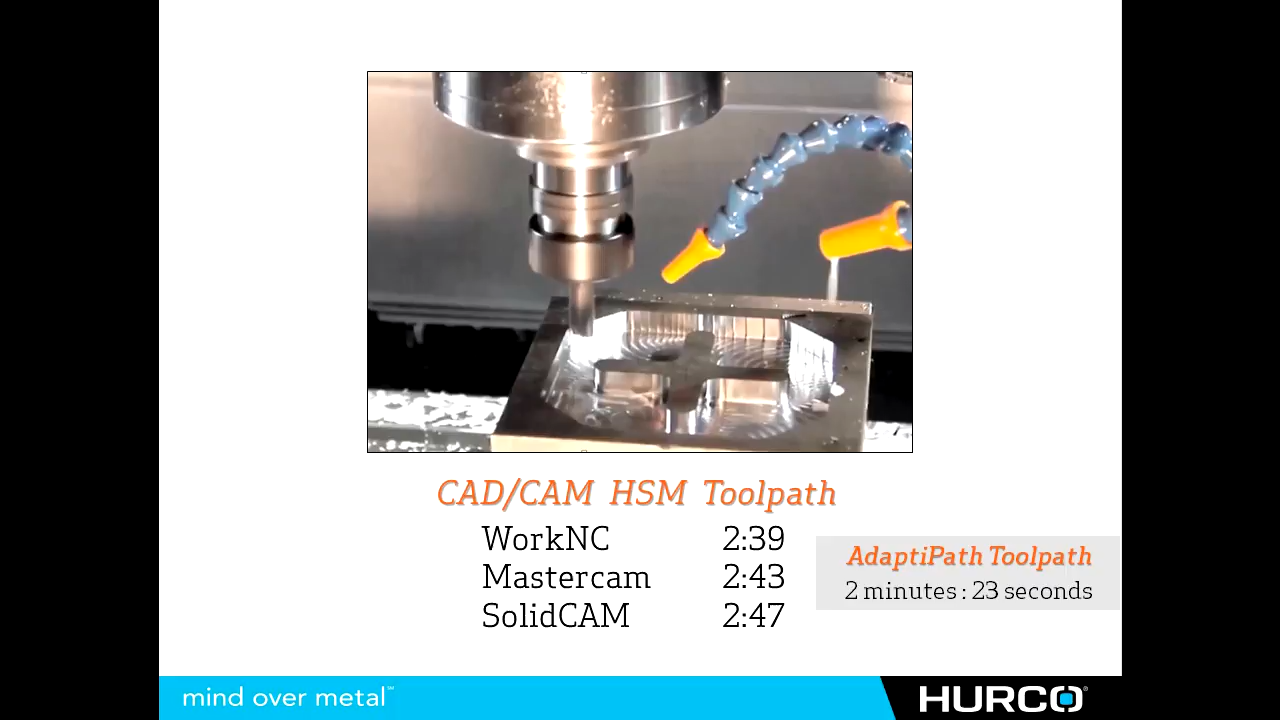 CAD/CAM HSM Toolpath
WorkNC 2:39
Mastercam 2:43
SolidCAM 2:47
AdaptiPath Toolpath
2 minutes : 23 seconds
mind over metal™
HURCO®